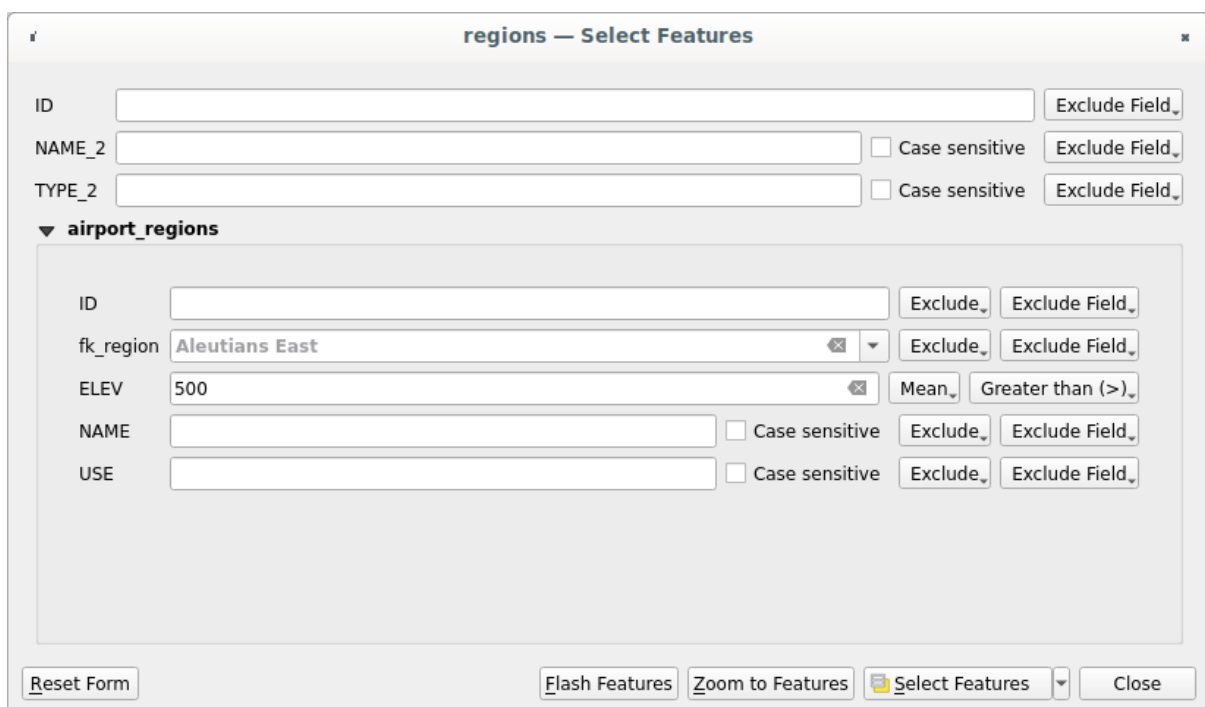 regions — Select Features
ID Exclude Field
NAME_2 Case sensitive Exclude Field
TYPE_2 Case sensitive Exclude Field
airport_regions
ID Exclude Exclude Field
fk_region Aleutians East Exclude Exclude Field
ELEV 500 Mean Greater than (>)
NAME Case sensitive Exclude Exclude Field
USE Case sensitive Exclude Exclude Field
Reset Form Flash Features Zoom to Features Select Features Close